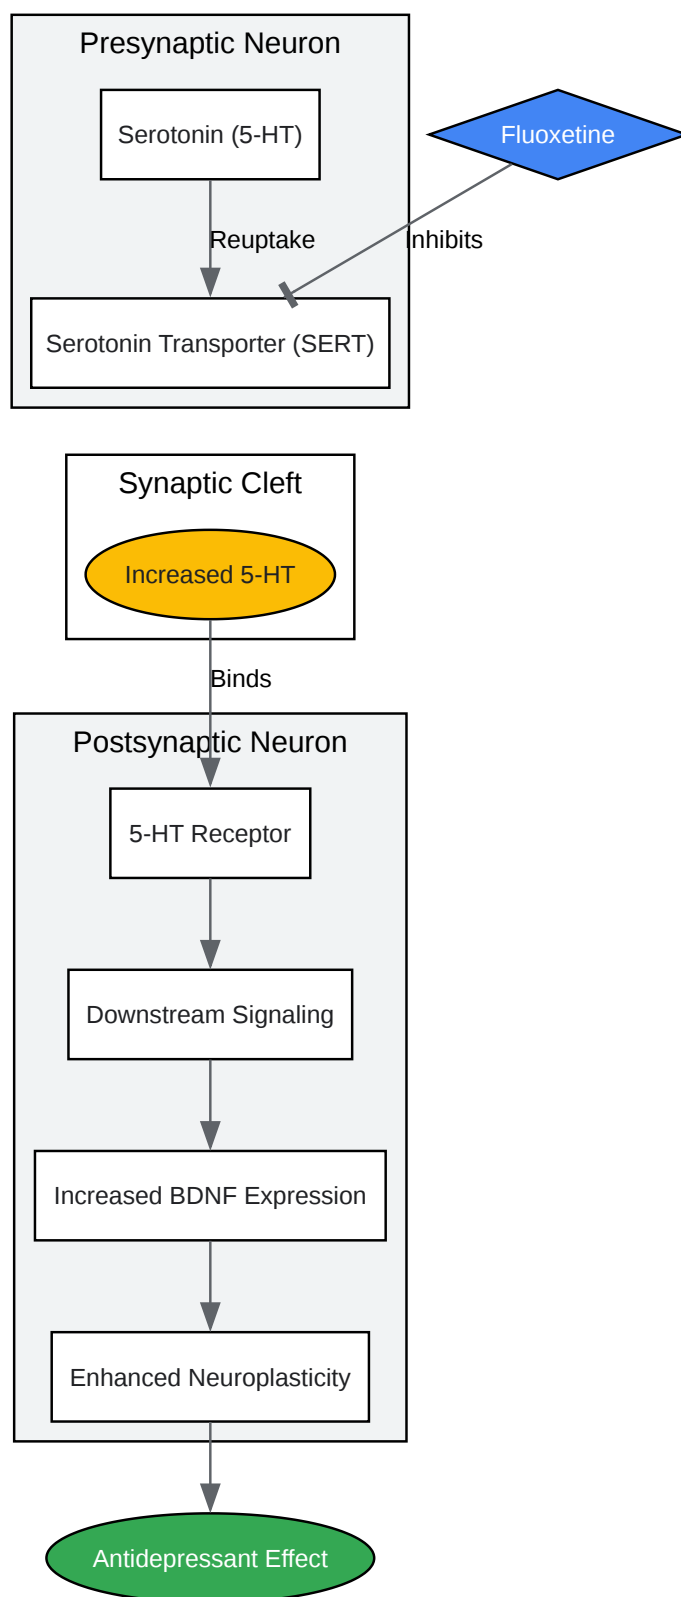 Presynaptic Neuron
Serotonin (5-HT)
Fluoxetine
Reuptake
Inhibits
Serotonin Transporter (SERT)
Synaptic Cleft
Increased 5-HT
Binds
Postsynaptic Neuron
5-HT Receptor
Downstream Signaling
Increased BDNF Expression
Enhanced Neuroplasticity
Antidepressant Effect